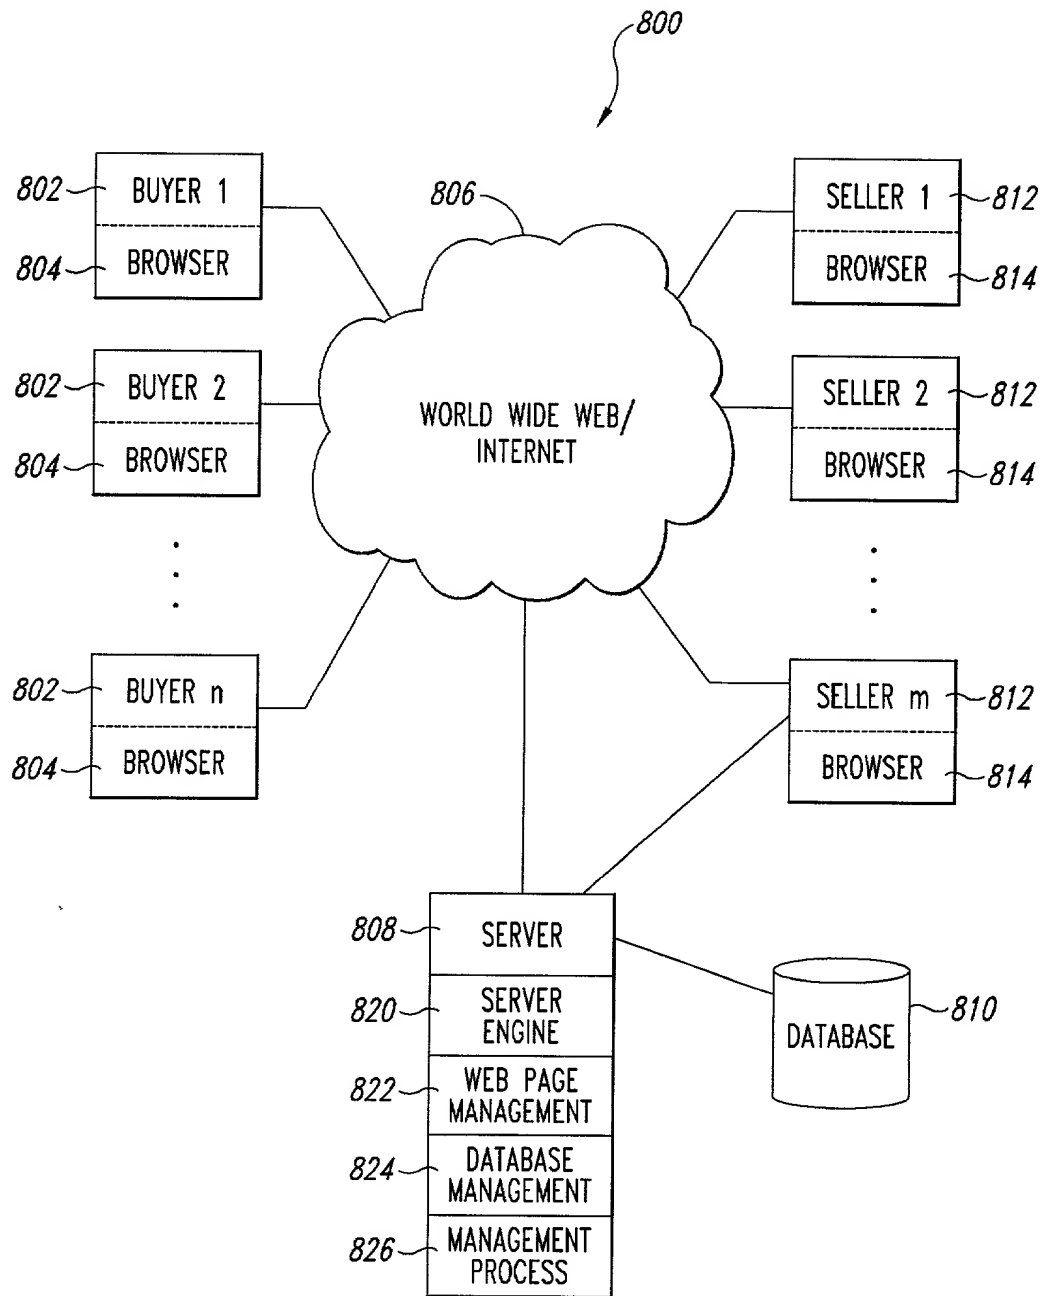 800
802 BUYER 1
804 BROWSER
806
SELLER 1 812
BROWSER 814
802 BUYER 2
804 BROWSER
WORLD WIDE WEB/
INTERNET
SELLER 2 812
BROWSER 814
802 BUYER n
804 BROWSER
SELLER m 812
BROWSER 814
808 SERVER
820 SERVER
ENGINE
822 WEB PAGE
MANAGEMENT
824 DATABASE
MANAGEMENT
826 MANAGEMENT
PROCESS
DATABASE 810